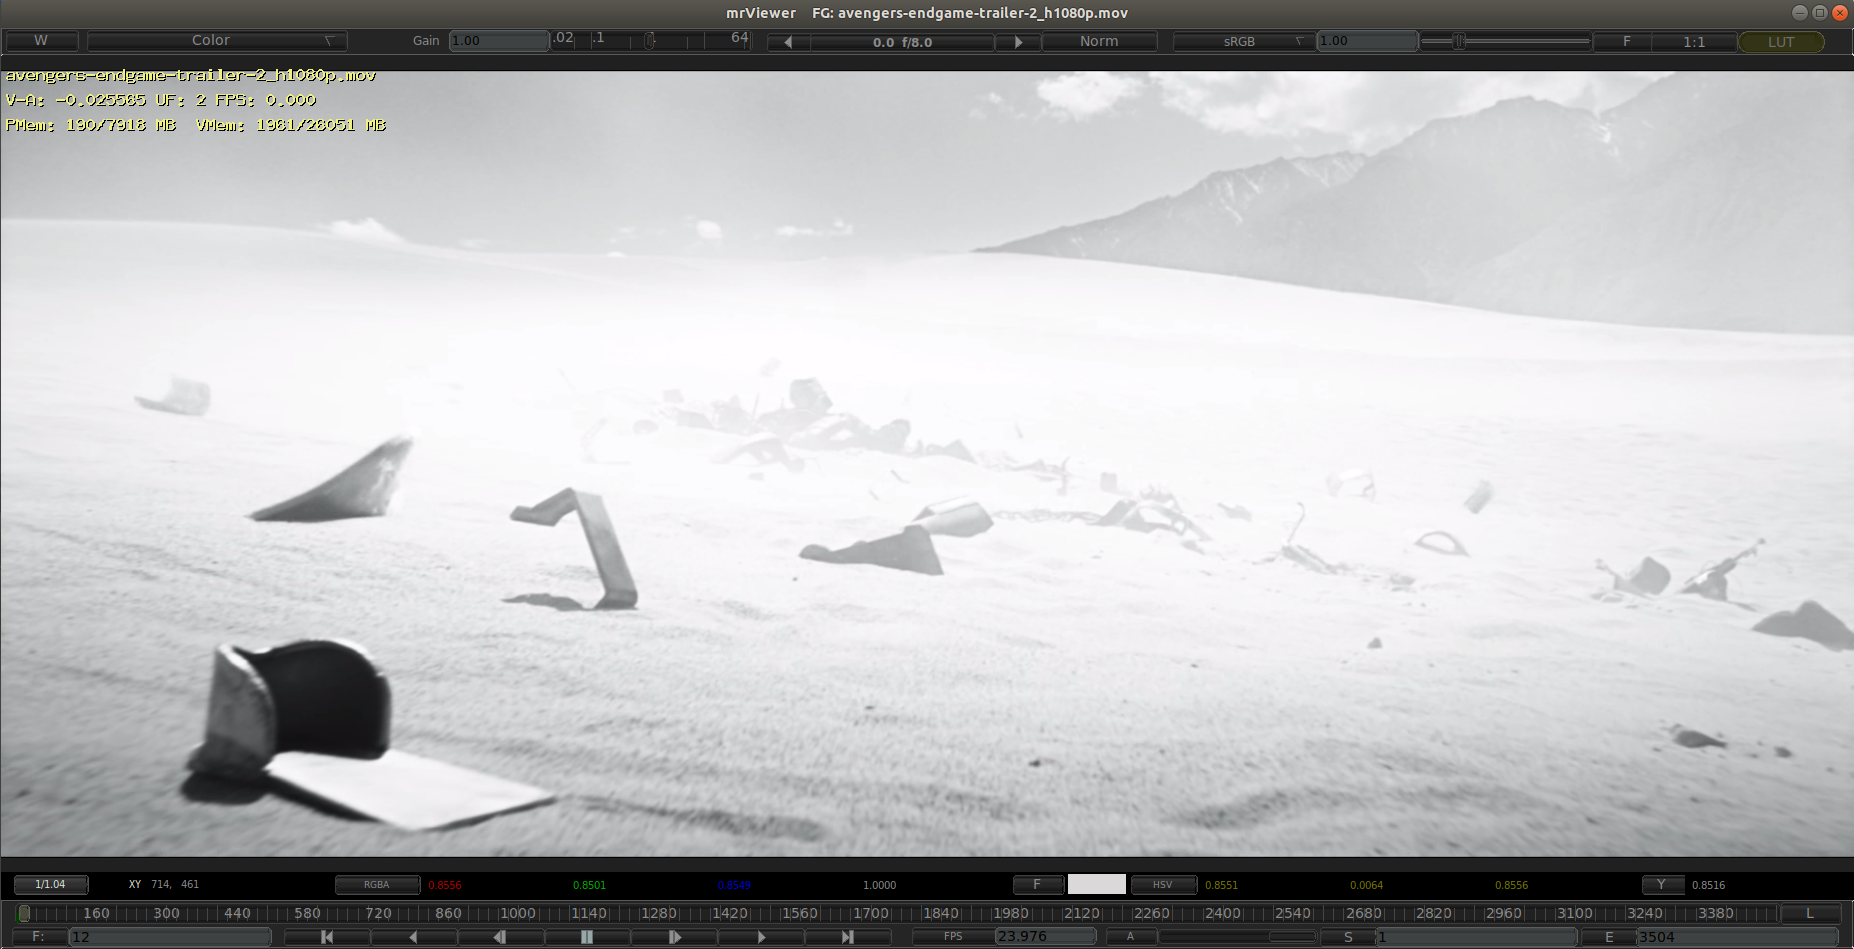 mrViewer FG: avengers-endgame-trailer-2_h1080p.mov
W Color Gain 1.00 .02 .1 1 64 0.0 f/8.0 Norm sRGB 1.00 F 1:1 LUT
avengers-endgame-trailer-2_h1080p.mov
V-A: -0.025565 UF: 2 FPS: 0.000
PMem: 190/7918 MB VMem: 1961/26051 MB
1/1.04 XY 714, 461 RGBA 0.8556 0.8501 0.8549 1.0000 F HSV 0.8551 0.0064 0.8556 Y 0.8516
160 300 440 580 720 860 1000 1140 1280 1420 1560 1700 1840 1980 2120 2260 2400 2540 2680 2820 2960 3100 3240 3380 L
F: 12 FPS 23.976 A S 1 E 3504